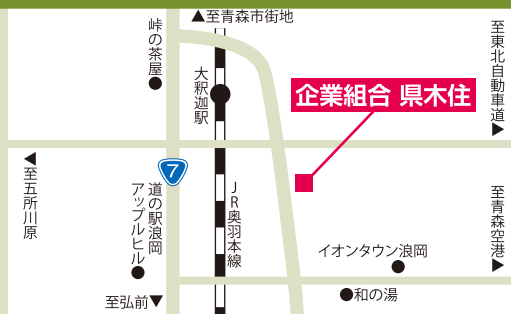 ▲至青森市街地
峠の茶屋
大釈迦駅
企業組合 県木住
至東北自動車道▶
◀至五所川原
7
道の駅浪岡
アップルヒル
JR奥羽本線
至青森空港▶
イオンタウン浪岡
和の湯
至弘前▼